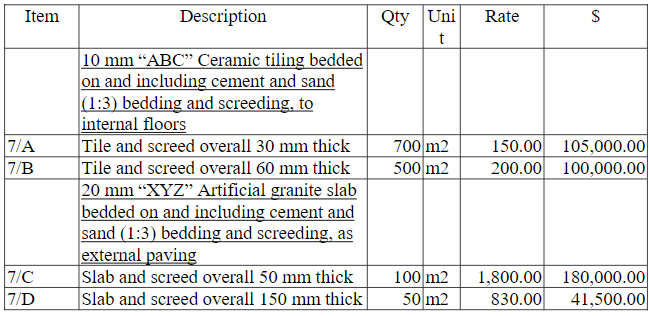 Item Description Qty Uni Rate $
t
10 mm “ABC” Ceramic tiling bedded
on and including cement and sand
(1:3) bedding and screeding, to
internal floors
7/A Tile and screed overall 30 mm thick 700 m2 150.00 105,000.00
7/B Tile and screed overall 60 mm thick 500 m2 200.00 100,000.00
20 mm “XYZ” Artificial granite slab
bedded on and including cement and
sand (1:3) bedding and screeding, as
external paving
7/C Slab and screed overall 50 mm thick 100 m2 1,800.00 180,000.00
7/D Slab and screed overall 150 mm thick 50 m2 830.00 41,500.00